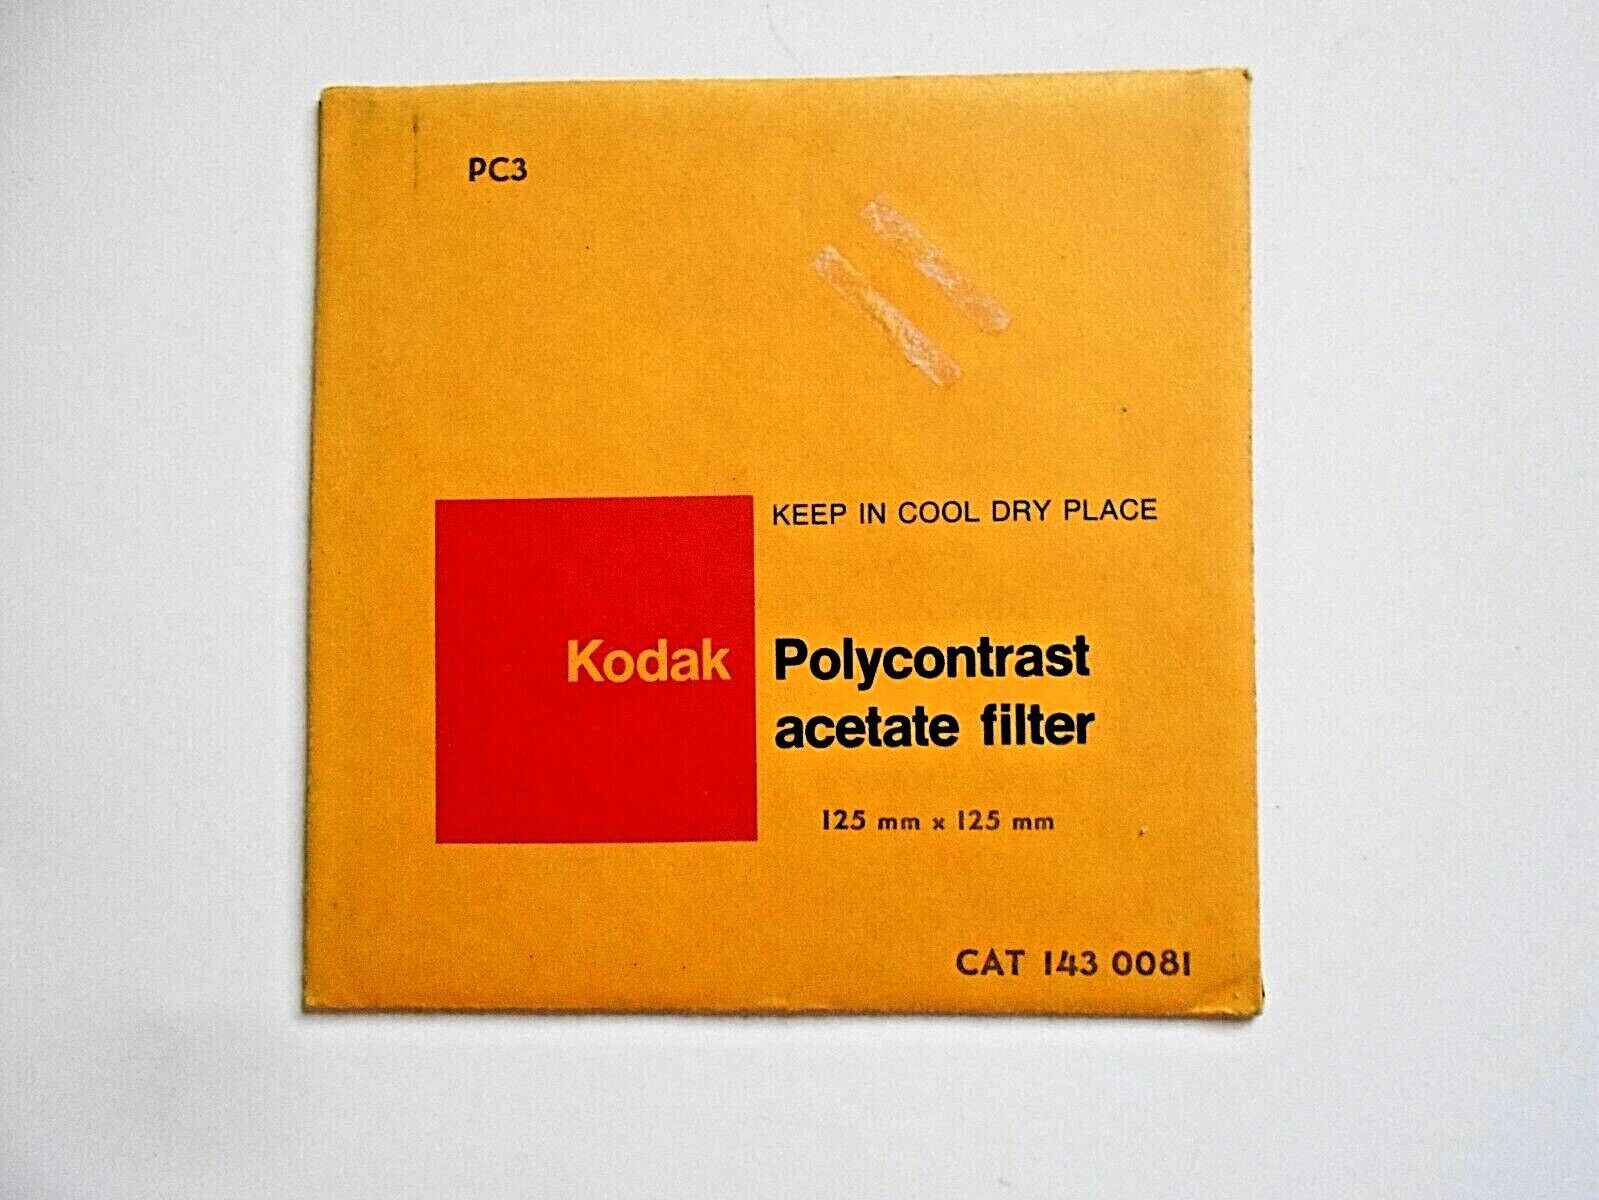 PC3
KEEP IN COOL DRY PLACE
Kodak Polycontrast
acetate filter
125 mm x 125 mm
CAT 143 0081